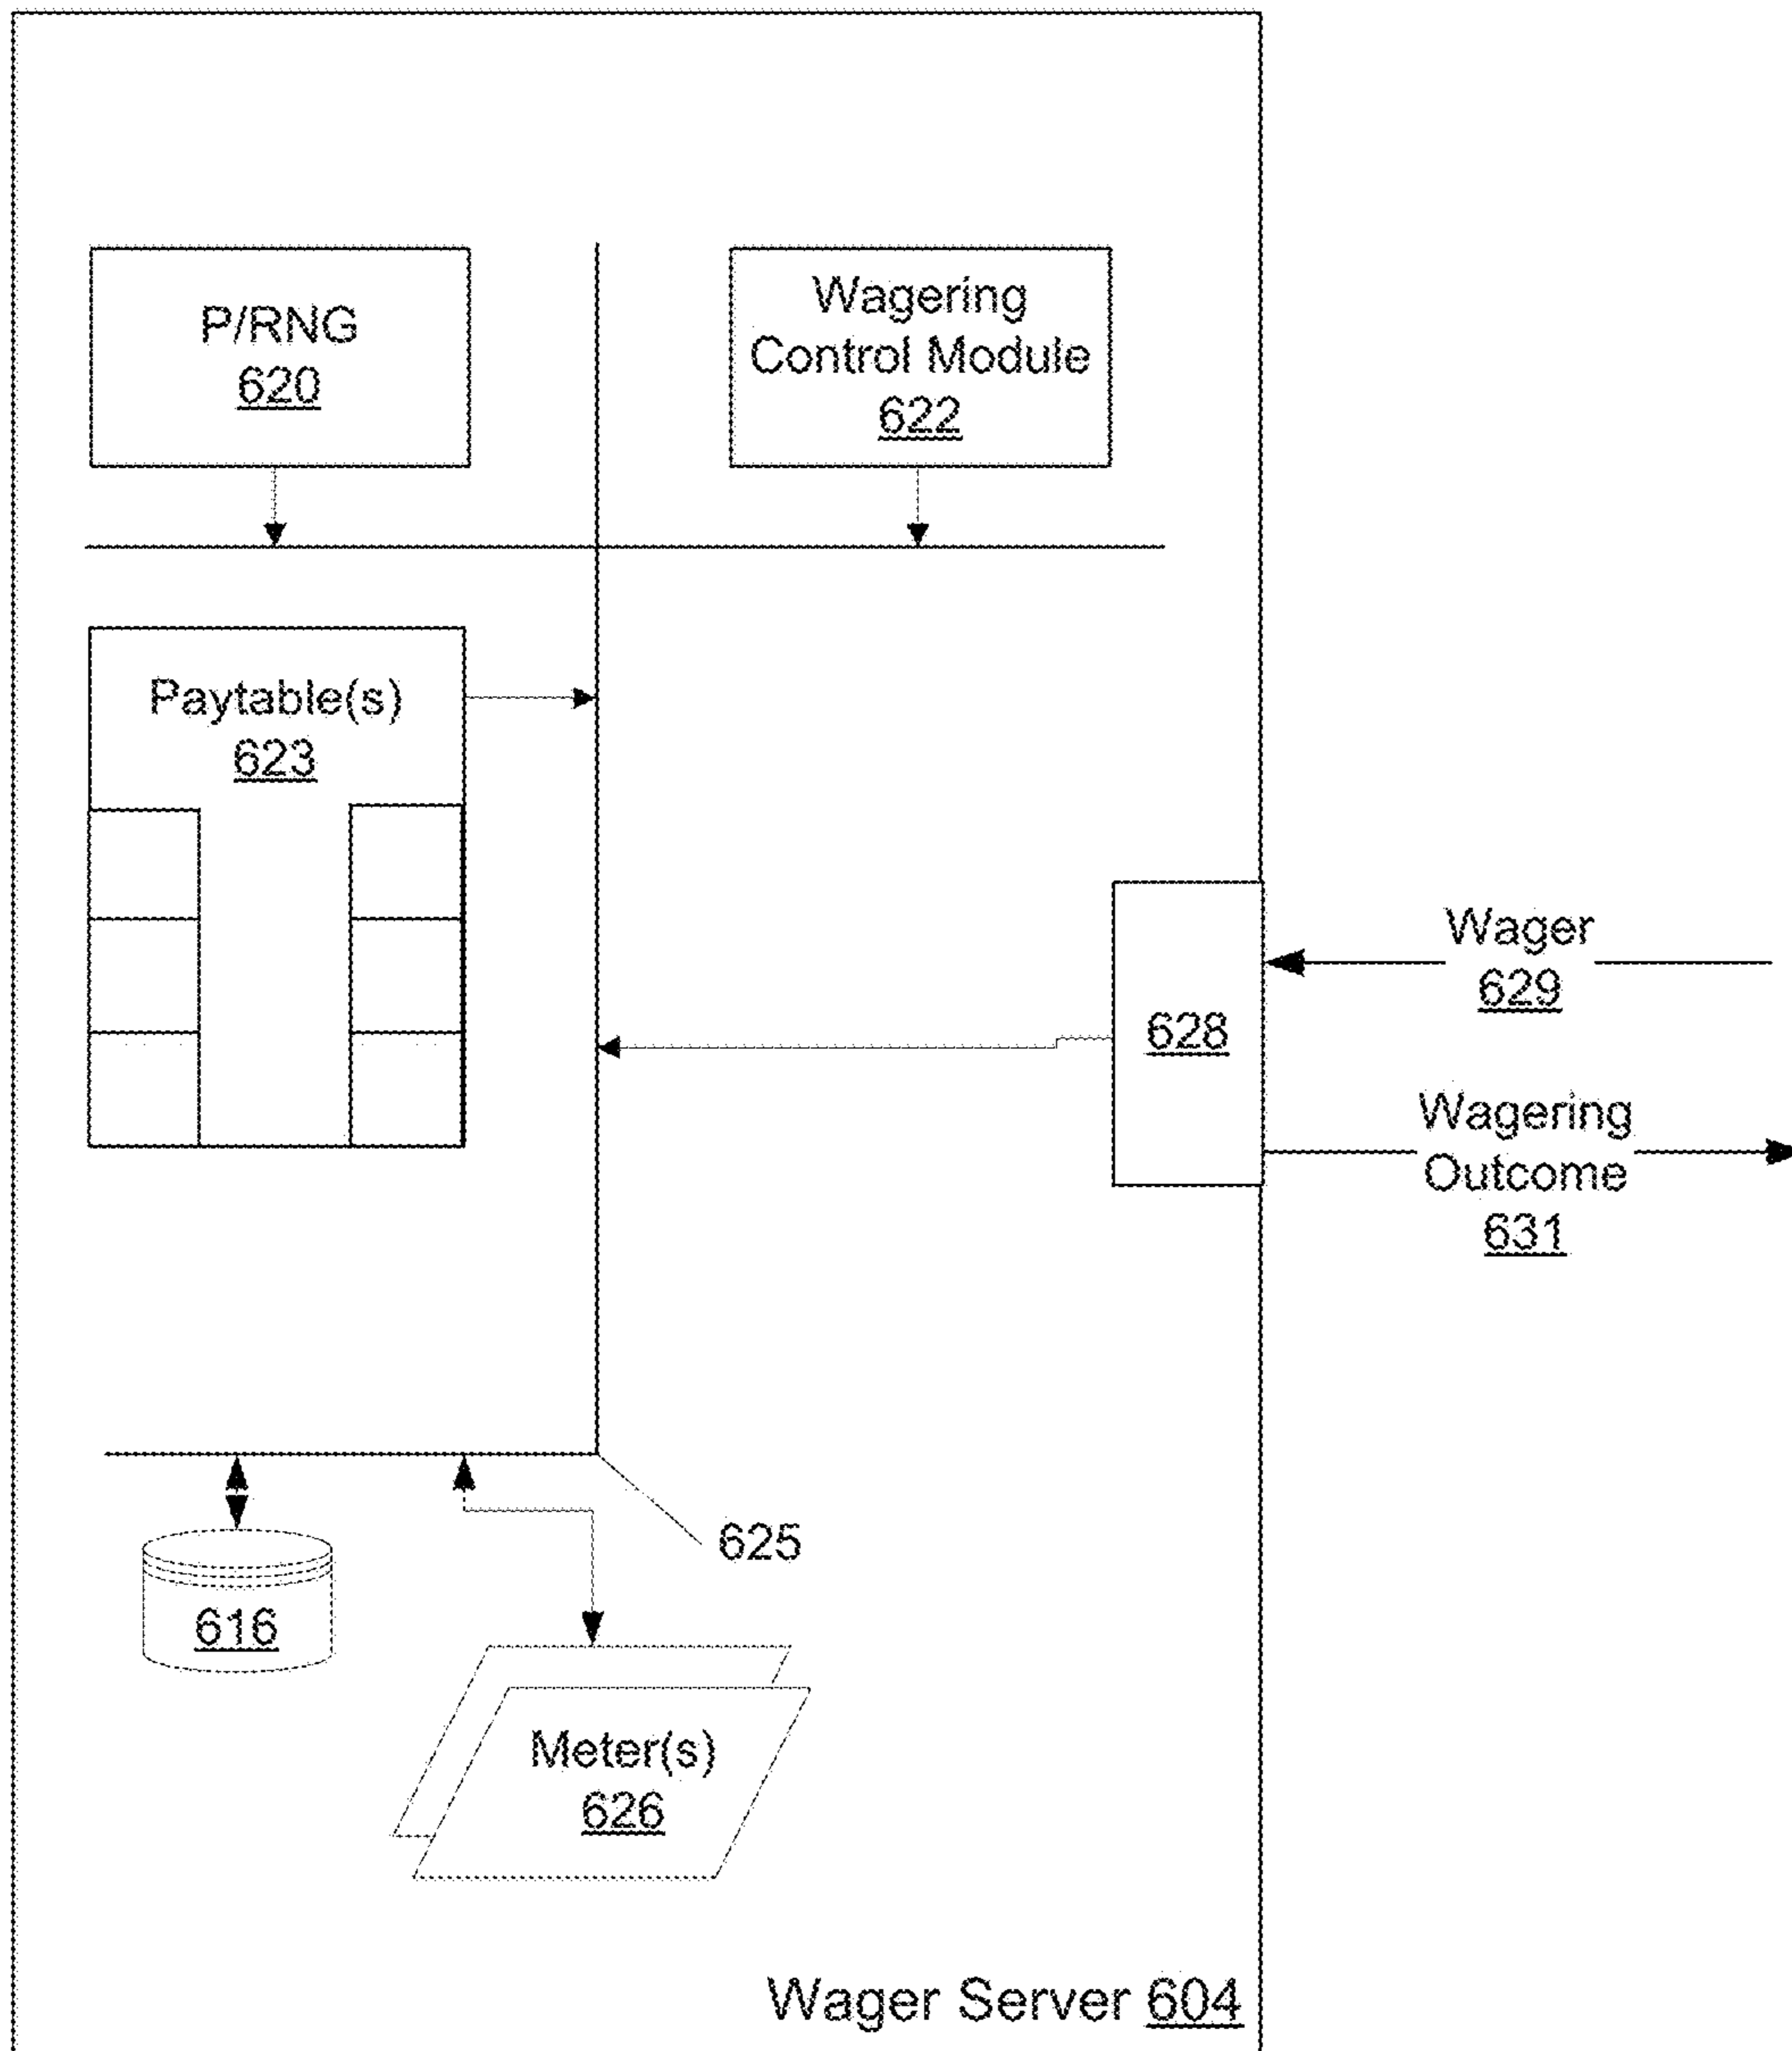 P/RNG
620
Wagering
Control Module
622
Paytable(s)
623
Wager
629
628
Wagering
Outcome
631
625
616
Meter(s)
626
Wager Server 604